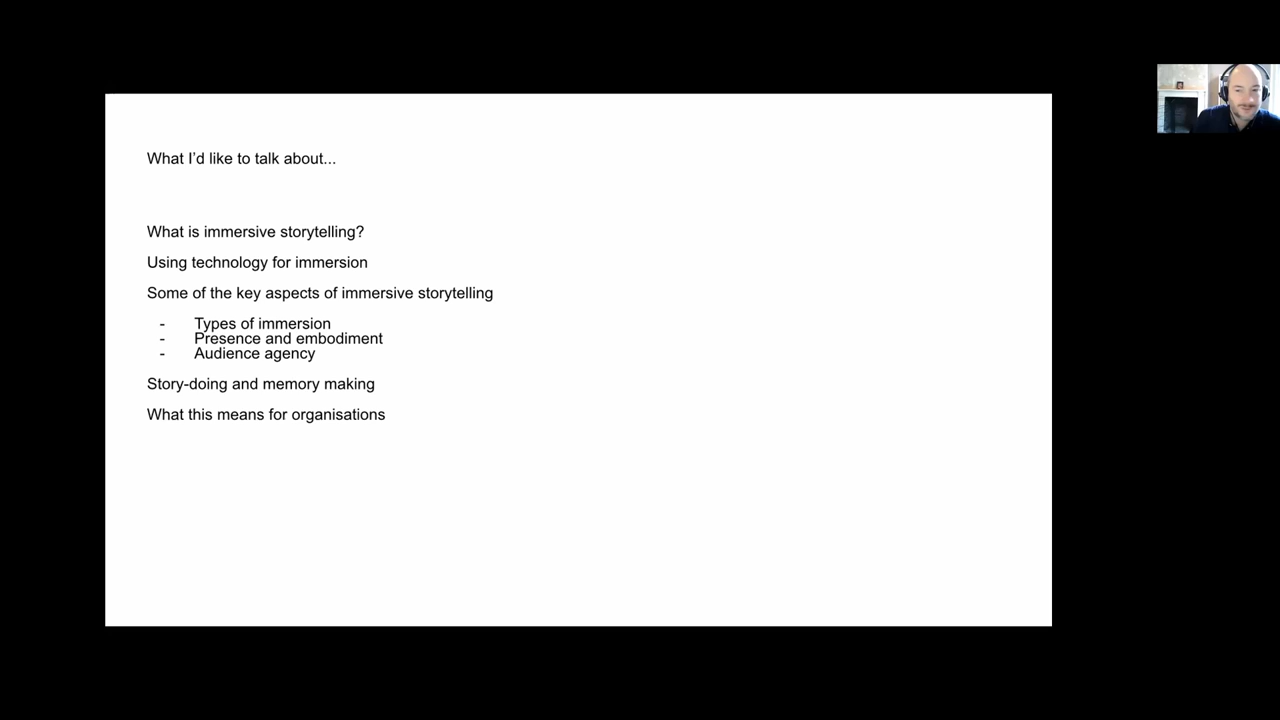 What I’d like to talk about...
What is immersive storytelling?
Using technology for immersion
Some of the key aspects of immersive storytelling
- Types of immersion
- Presence and embodiment
- Audience agency
Story-doing and memory making
What this means for organisations